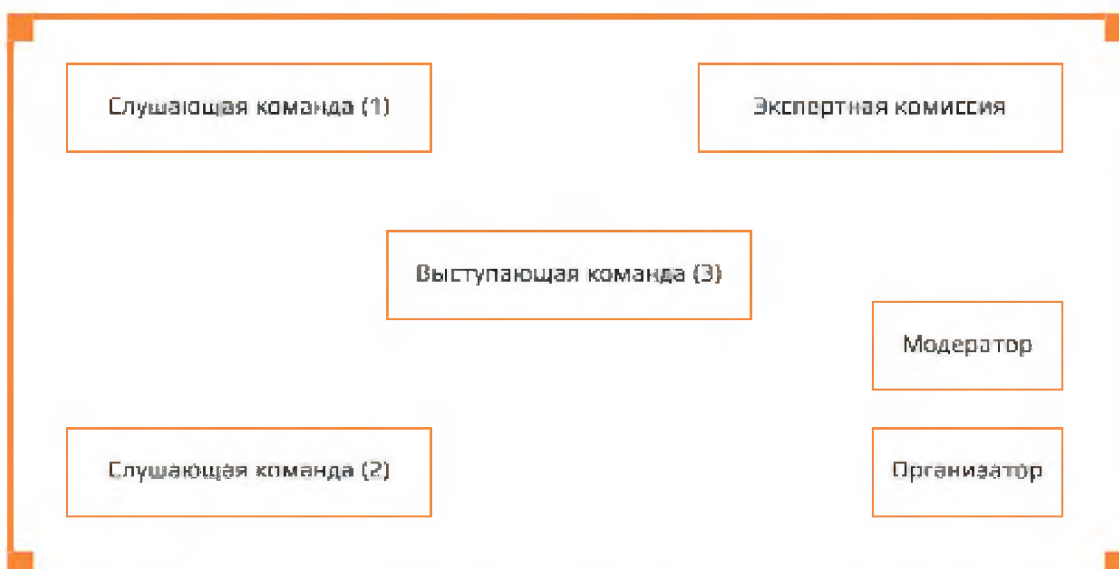 Слушающая команда (1)
Экспертная комиссия
Выступающая команда (3)
Модератор
Слушающая команда (2)
Организатор